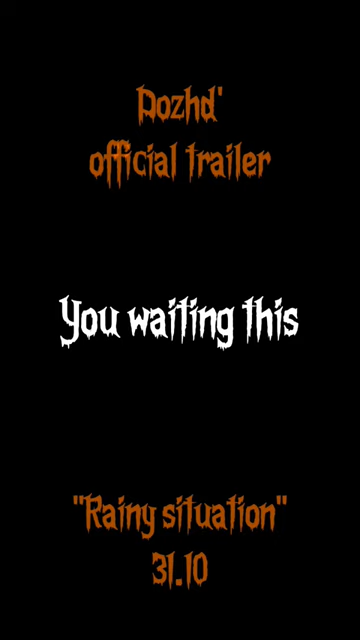 Dozhd'
official trailer
You waiting this
"Rainy situation"
31.10